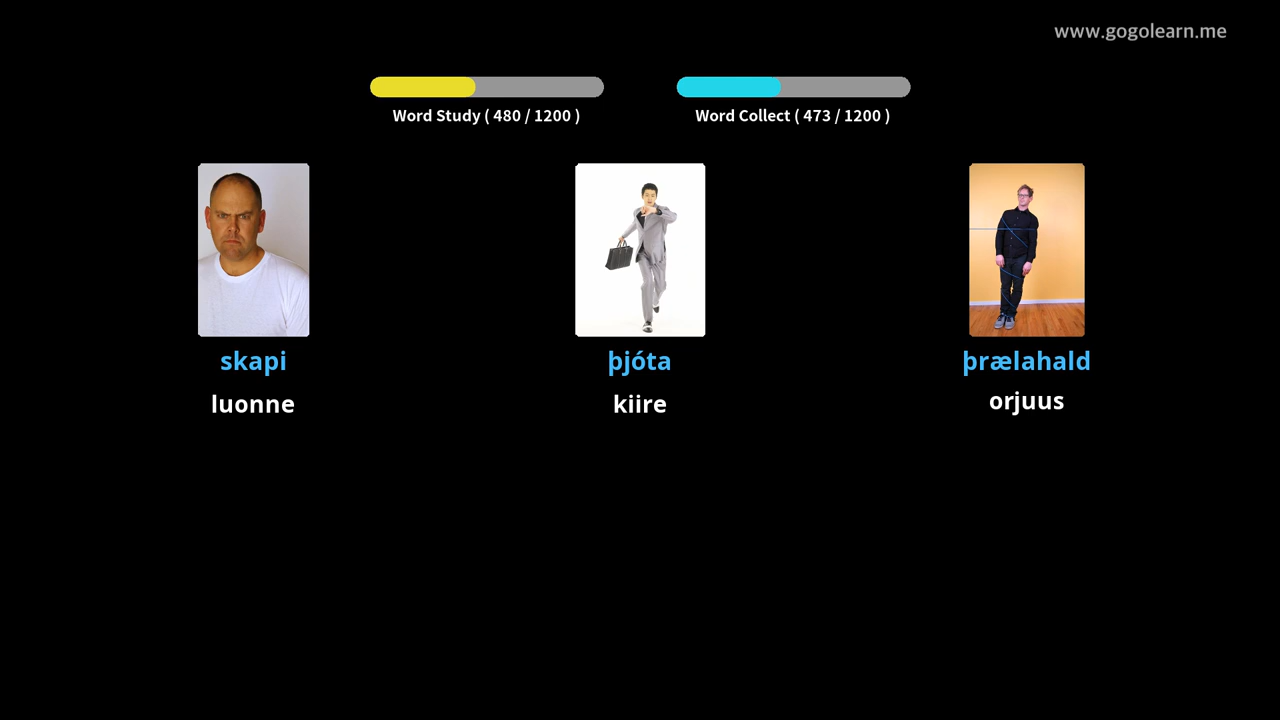 www.gogolearn.me
Word Study ( 480 / 1200 )
Word Collect ( 473 / 1200 )
skapi
þjóta
þrælahald
luonne
kiire
orjuus